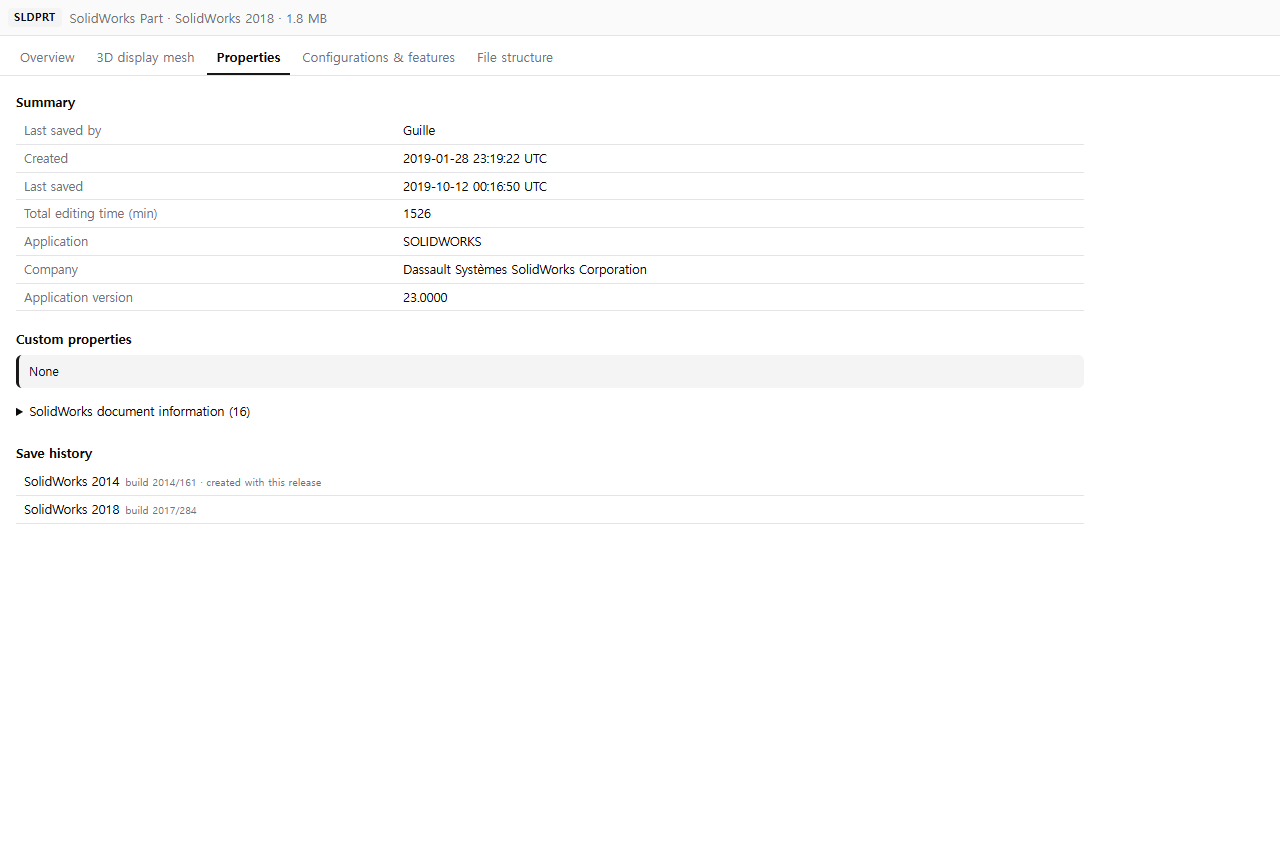 SLDPRT SolidWorks Part · SolidWorks 2018 · 1.8 MB
Overview 3D display mesh Properties Configurations & features File structure
Summary
Last saved by Guille
Created 2019-01-28 23:19:22 UTC
Last saved 2019-10-12 00:16:50 UTC
Total editing time (min) 1526
Application SOLIDWORKS
Company Dassault Systèmes SolidWorks Corporation
Application version 23.0000
Custom properties
None
SolidWorks document information (16)
Save history
SolidWorks 2014 build 2014/161 · created with this release
SolidWorks 2018 build 2017/284